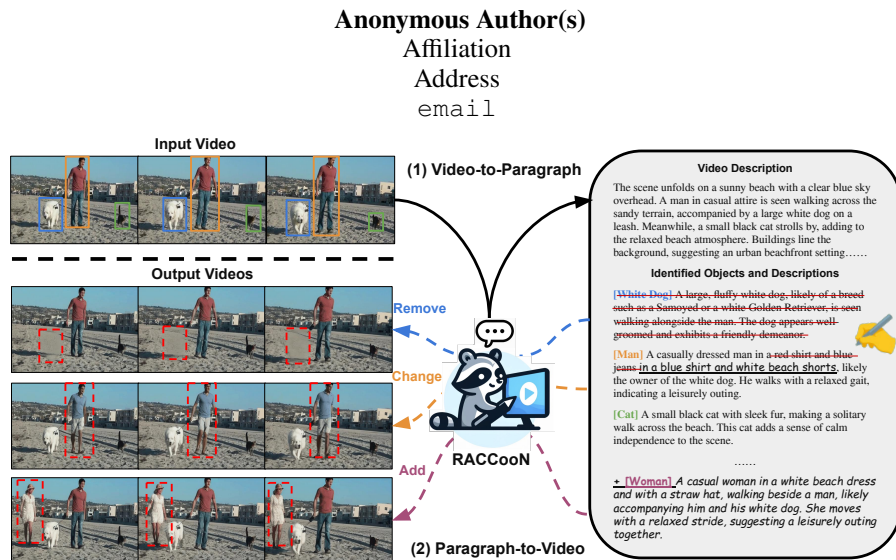 Anonymous Author(s)
Affiliation
Address
email
Input Video
(1) Video-to-Paragraph
Output Videos
Remove
Change
Add
RACCooN
(2) Paragraph-to-Video
Video Description
The scene unfolds on a sunny beach with a clear blue sky
overhead. A man in casual attire is seen walking across the
sandy terrain, accompanied by a large white dog on a
leash. Meanwhile, a small black cat strolls by, adding to
the relaxed beach atmosphere. Buildings line the
background, suggesting an urban beachfront setting……
Identified Objects and Descriptions
[White Dog] A large, fluffy white dog, likely of a breed
such as a Samoyed or a white Golden Retriever, is seen
walking alongside the man. The dog appears well-
groomed and exhibits a friendly demeanor.
[Man] A casually dressed man in a red shirt and blue
jeans in a blue shirt and white beach shorts, likely
the owner of the white dog. He walks with a relaxed gait,
indicating a leisurely outing.
[Cat] A small black cat with sleek fur, making a solitary
walk across the beach. This cat adds a sense of calm
independence to the scene.
……
+ [Woman] A casual woman in a white beach dress
and with a straw hat, walking beside a man, likely
accompanying him and his white dog. She moves
with a relaxed stride, suggesting a leisurely outing
together.